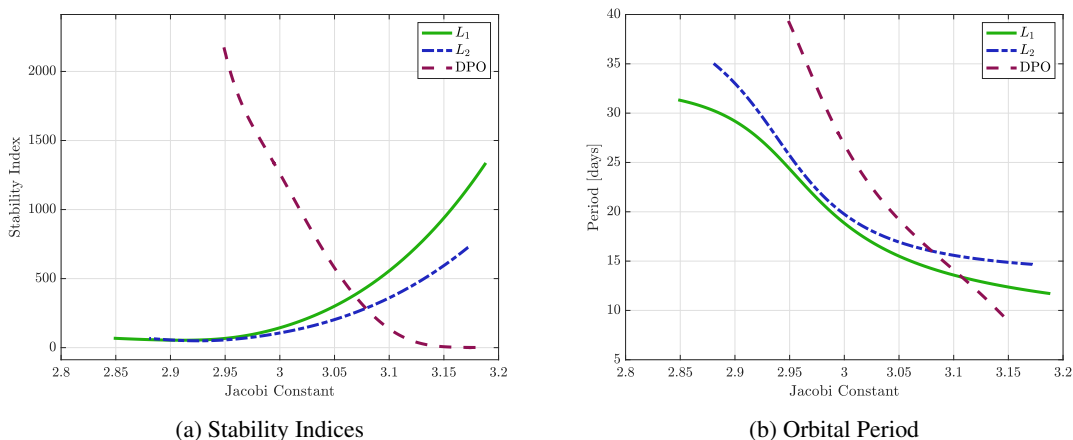 2000
1500
1000
500
0
Stability Index
2.8 2.85 2.9 2.95 3 3.05 3.1 3.15 3.2
Jacobi Constant
L1
L2
DPO
(a) Stability Indices
40
35
30
25
20
15
10
5
Period [days]
2.8 2.85 2.9 2.95 3 3.05 3.1 3.15 3.2
Jacobi Constant
L1
L2
DPO
(b) Orbital Period